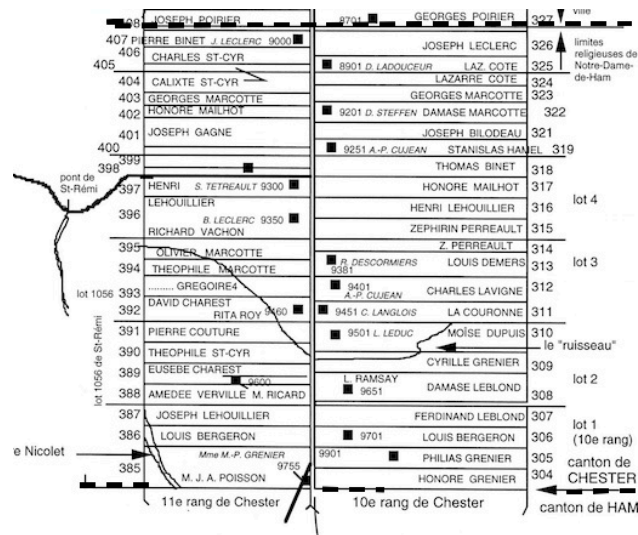 408 JOSEPH POIRIER 8701 GEORGES POIRIER 327 ville
407 PIERRE BINET J. LECLERC 9000 JOSEPH LECLERC 326 limites
406 religieuses de
405 CHARLES ST-CYR 8901 D. LADOUCEUR LAZ. COTE 325 Notre-Dame-
404 CALIXTE ST-CYR LAZARRE COTE 324 de-Ham
403 GEORGES MARCOTTE GEORGES MARCOTTE 323
402 HONORE MAILHOT 9201 D. STEFFEN DAMASE MARCOTTE 322
401 JOSEPH GAGNE JOSEPH BILODEAU 321
400 9251 A.-P. CUJEAN STANISLAS HAMEL 319
399
398 THOMAS BINET 318
pont de
St-Rémi
397 HENRI S. TETREAULT 9300 HONORE MAILHOT 317
LEHOUILLIER HENRI LEHOUILLIER 316 lot 4
396 B. LECLERC 9350
RICHARD VACHON ZEPHIRIN PERREAULT 315
395 OLIVIER MARCOTTE Z. PERREAULT 314
394 THEOPHILE MARCOTTE R. DESCORMIERS 9381 LOUIS DEMERS 313 lot 3
lot 1056
393 ......... GREGOIRE4 9401 A.-P. CUJEAN CHARLES LAVIGNE 312
392 DAVID CHAREST
RITA ROY 9460 9451 C. LANGLOIS LA COURONNE 311
391 PIERRE COUTURE 9501 L. LEDUC MOÏSE DUPUIS 310
le "ruisseau"
390 THEOPHILE ST-CYR CYRILLE GRENIER 309
lot 1056 de St-Rémi
389 EUSEBE CHAREST 9600 L. RAMSAY lot 2
388 AMEDEE VERVILLE M. RICARD 9651 DAMASE LEBLOND 308
387 JOSEPH LEHOUILLIER FERDINAND LEBLOND 307 lot 1
386 LOUIS BERGERON 9701 LOUIS BERGERON 306 (10e rang)
e Nicolet
Mme M.-P. GRENIER 9901 PHILIAS GRENIER 305 canton de
385 9755 CHESTER
M. J. A. POISSON HONORE GRENIER 304
canton de HAM
11e rang de Chester 10e rang de Chester